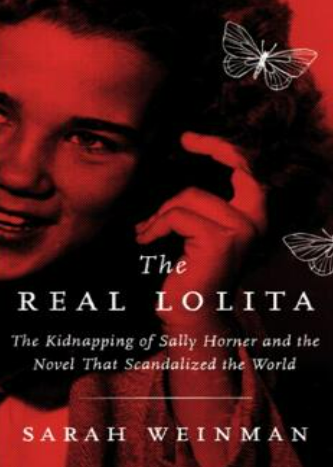 The
REAL LOLITA
The Kidnapping of Sally Horner and the
Novel That Scandalized the World
SARAH WEINMAN